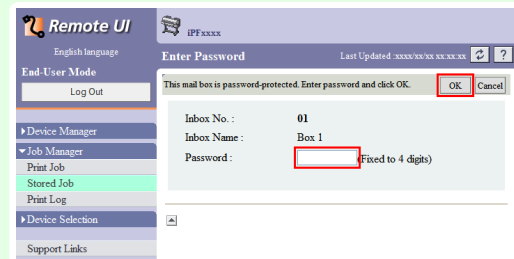 Remote UI
English language
End-User Mode
Log Out
Device Manager
Job Manager
Print Job
Stored Job
Print Log
Device Selection
Support Links
iPFxxxx
Enter Password
Last Updated :xxxx/xx/xx xx:xx:xx
?
This mail box is password-protected. Enter password and click OK.
OK
Cancel
Inbox No. : 01
Inbox Name : Box 1
Password : (Fixed to 4 digits)